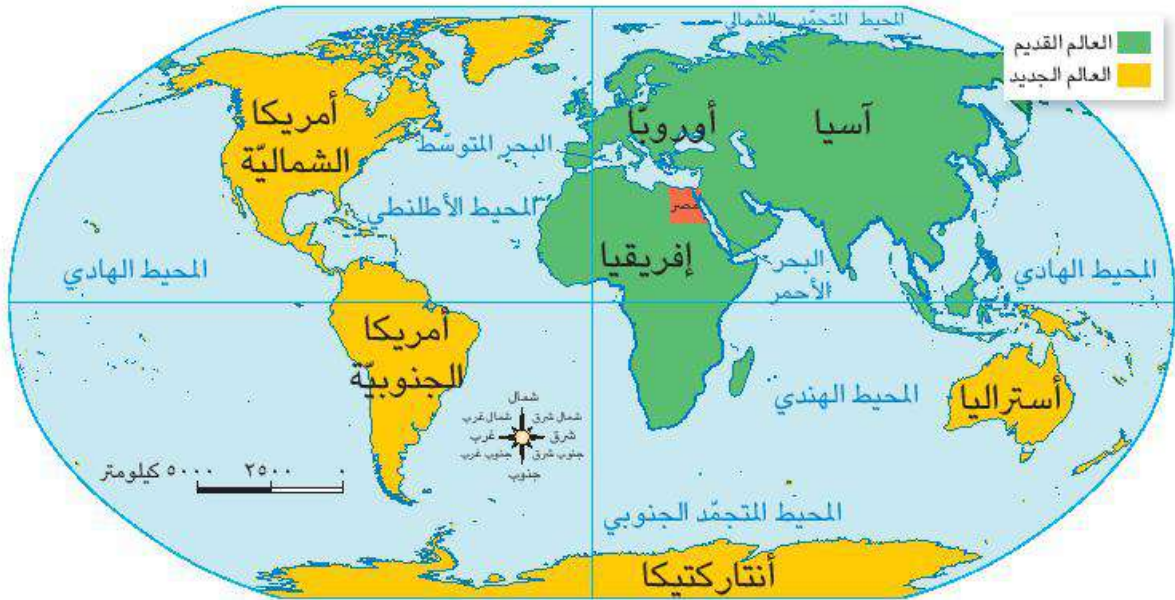 المحيط المتجمّد الشمالي
العالم القديم
العالم الجديد
أمريكا
الشماليّة
أوروبّا
آسيا
البحر المتوسّط
المحيط الأطلنطي
مصر
إفريقيا
البحر
الأحمر
المحيط الهادي
المحيط الهادي
أمريكا
الجنوبيّة
المحيط الهندي
أستراليا
شمال
شمال شرق
شمال غرب
شرق
غرب
جنوب شرق
جنوب غرب
جنوب
٠ ٢٥٠٠ ٥٠٠٠ كيلومتر
المحيط المتجمّد الجنوبي
أنتاركتيكا